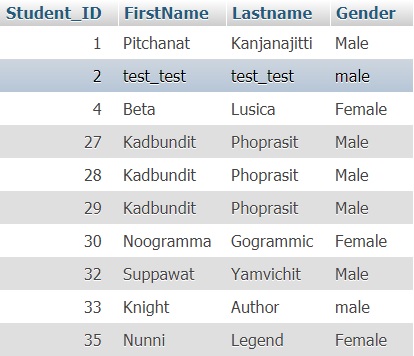 Student_ID FirstName Lastname Gender
1 Pitchanat Kanjanajitti Male
2 test_test test_test male
4 Beta Lusica Female
27 Kadbundit Phoprasit Male
28 Kadbundit Phoprasit Male
29 Kadbundit Phoprasit Male
30 Noogramma Gogrammic Female
32 Suppawat Yamvichit Male
33 Knight Author male
35 Nunni Legend Female